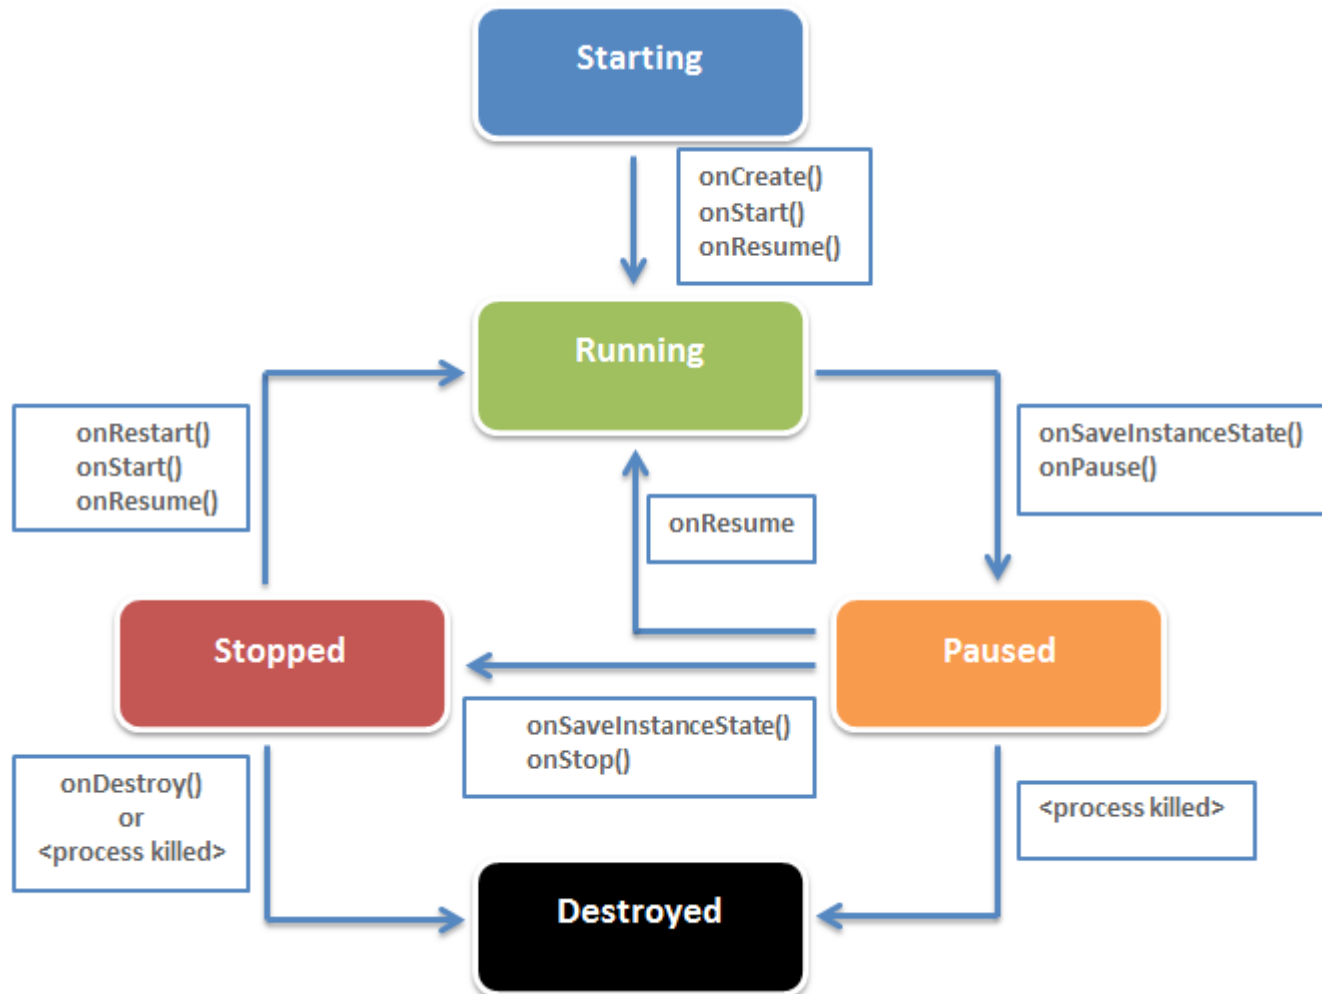 Starting
onCreate()
onStart()
onResume()
Running
onRestart()
onStart()
onResume()
onSaveInstanceState()
onPause()
onResume
Stopped
Paused
onSaveInstanceState()
onStop()
onDestroy()
or
<process killed>
<process killed>
Destroyed